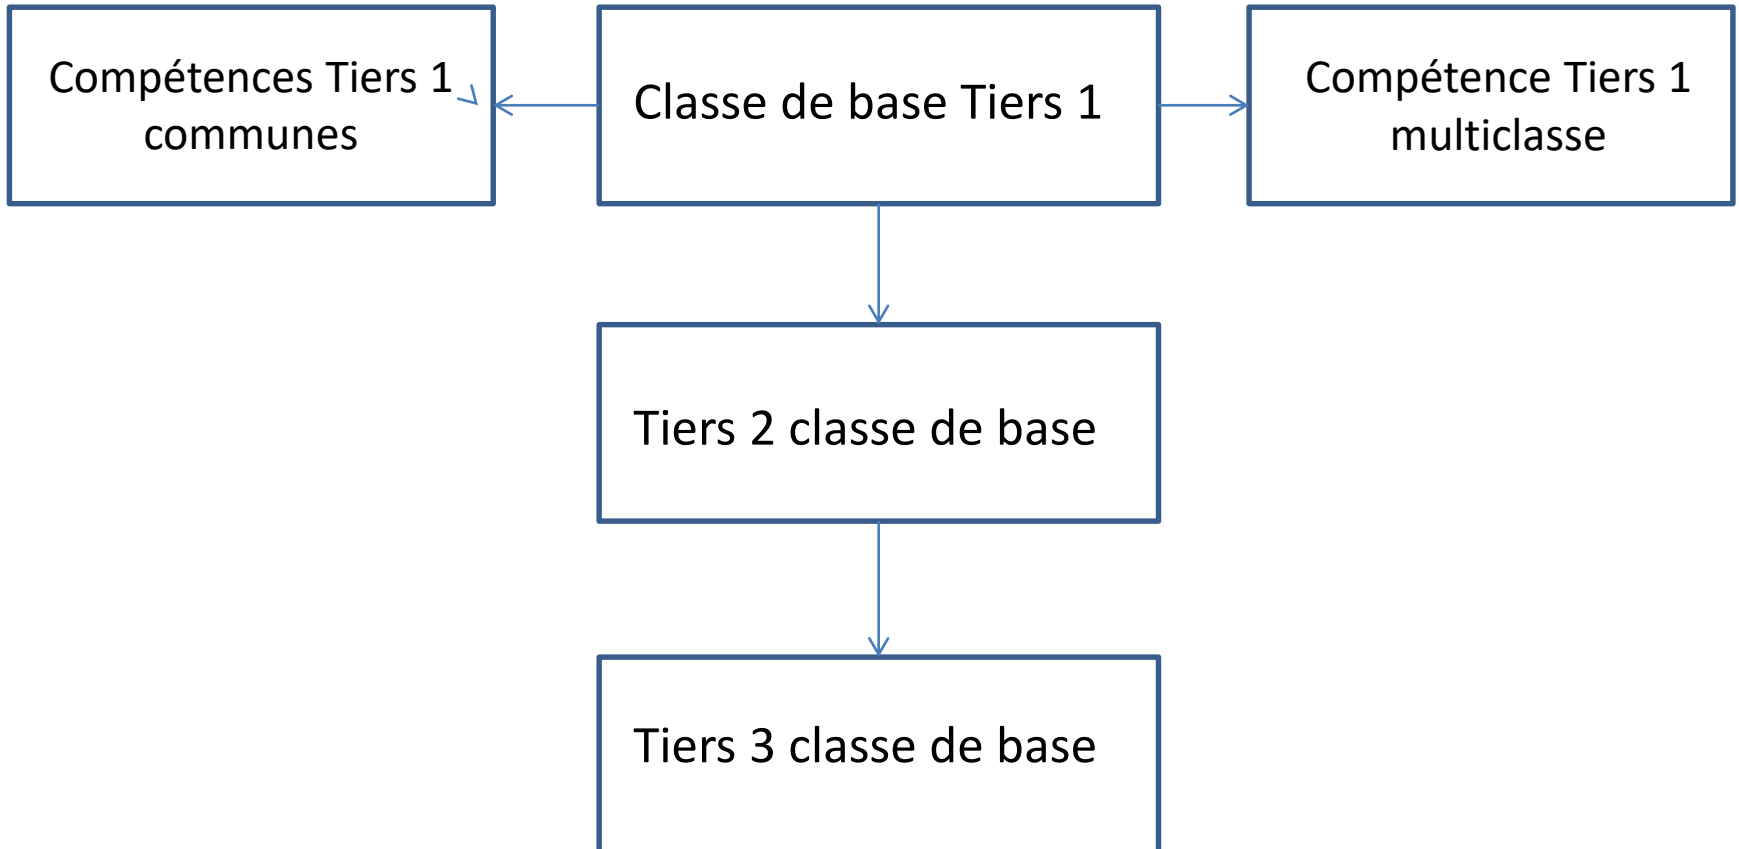 Compétences Tiers 1
communes
Classe de base Tiers 1
Compétence Tiers 1
multiclasse
Tiers 2 classe de base
Tiers 3 classe de base